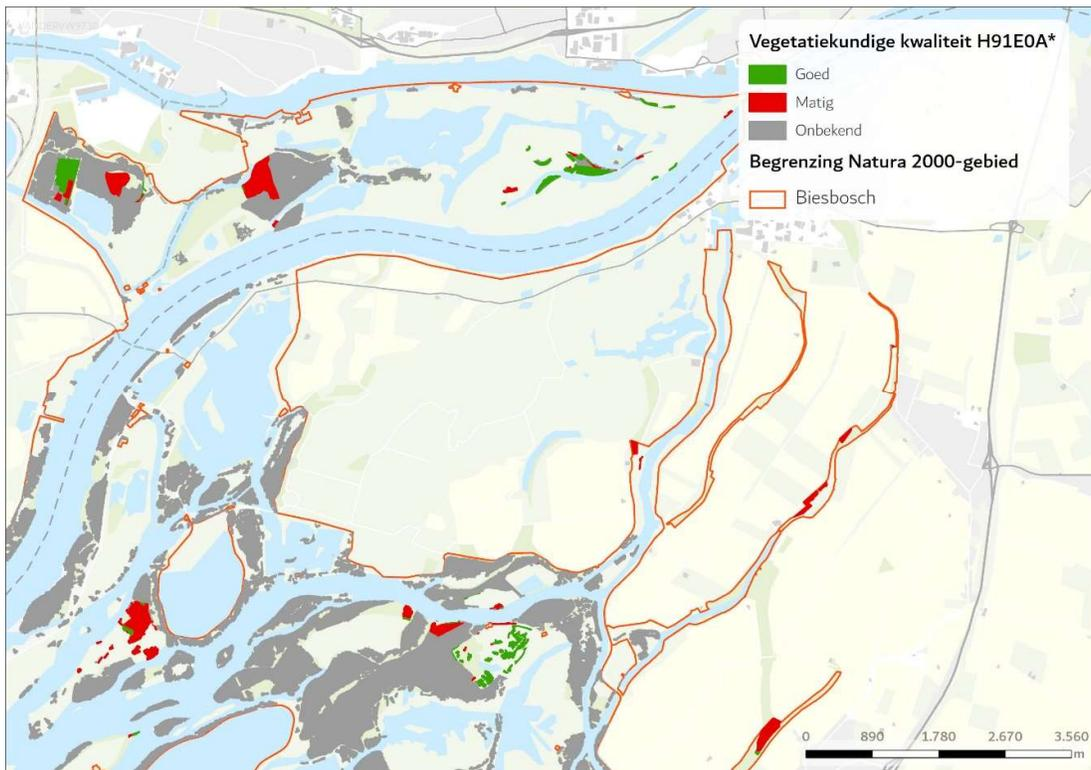 Vegetatiekundige kwaliteit H91E0A*
Goed
Matig
Onbekend
Begrenzing Natura 2000-gebied
Biesbosch
0 890 1.780 2.670 3.560
m